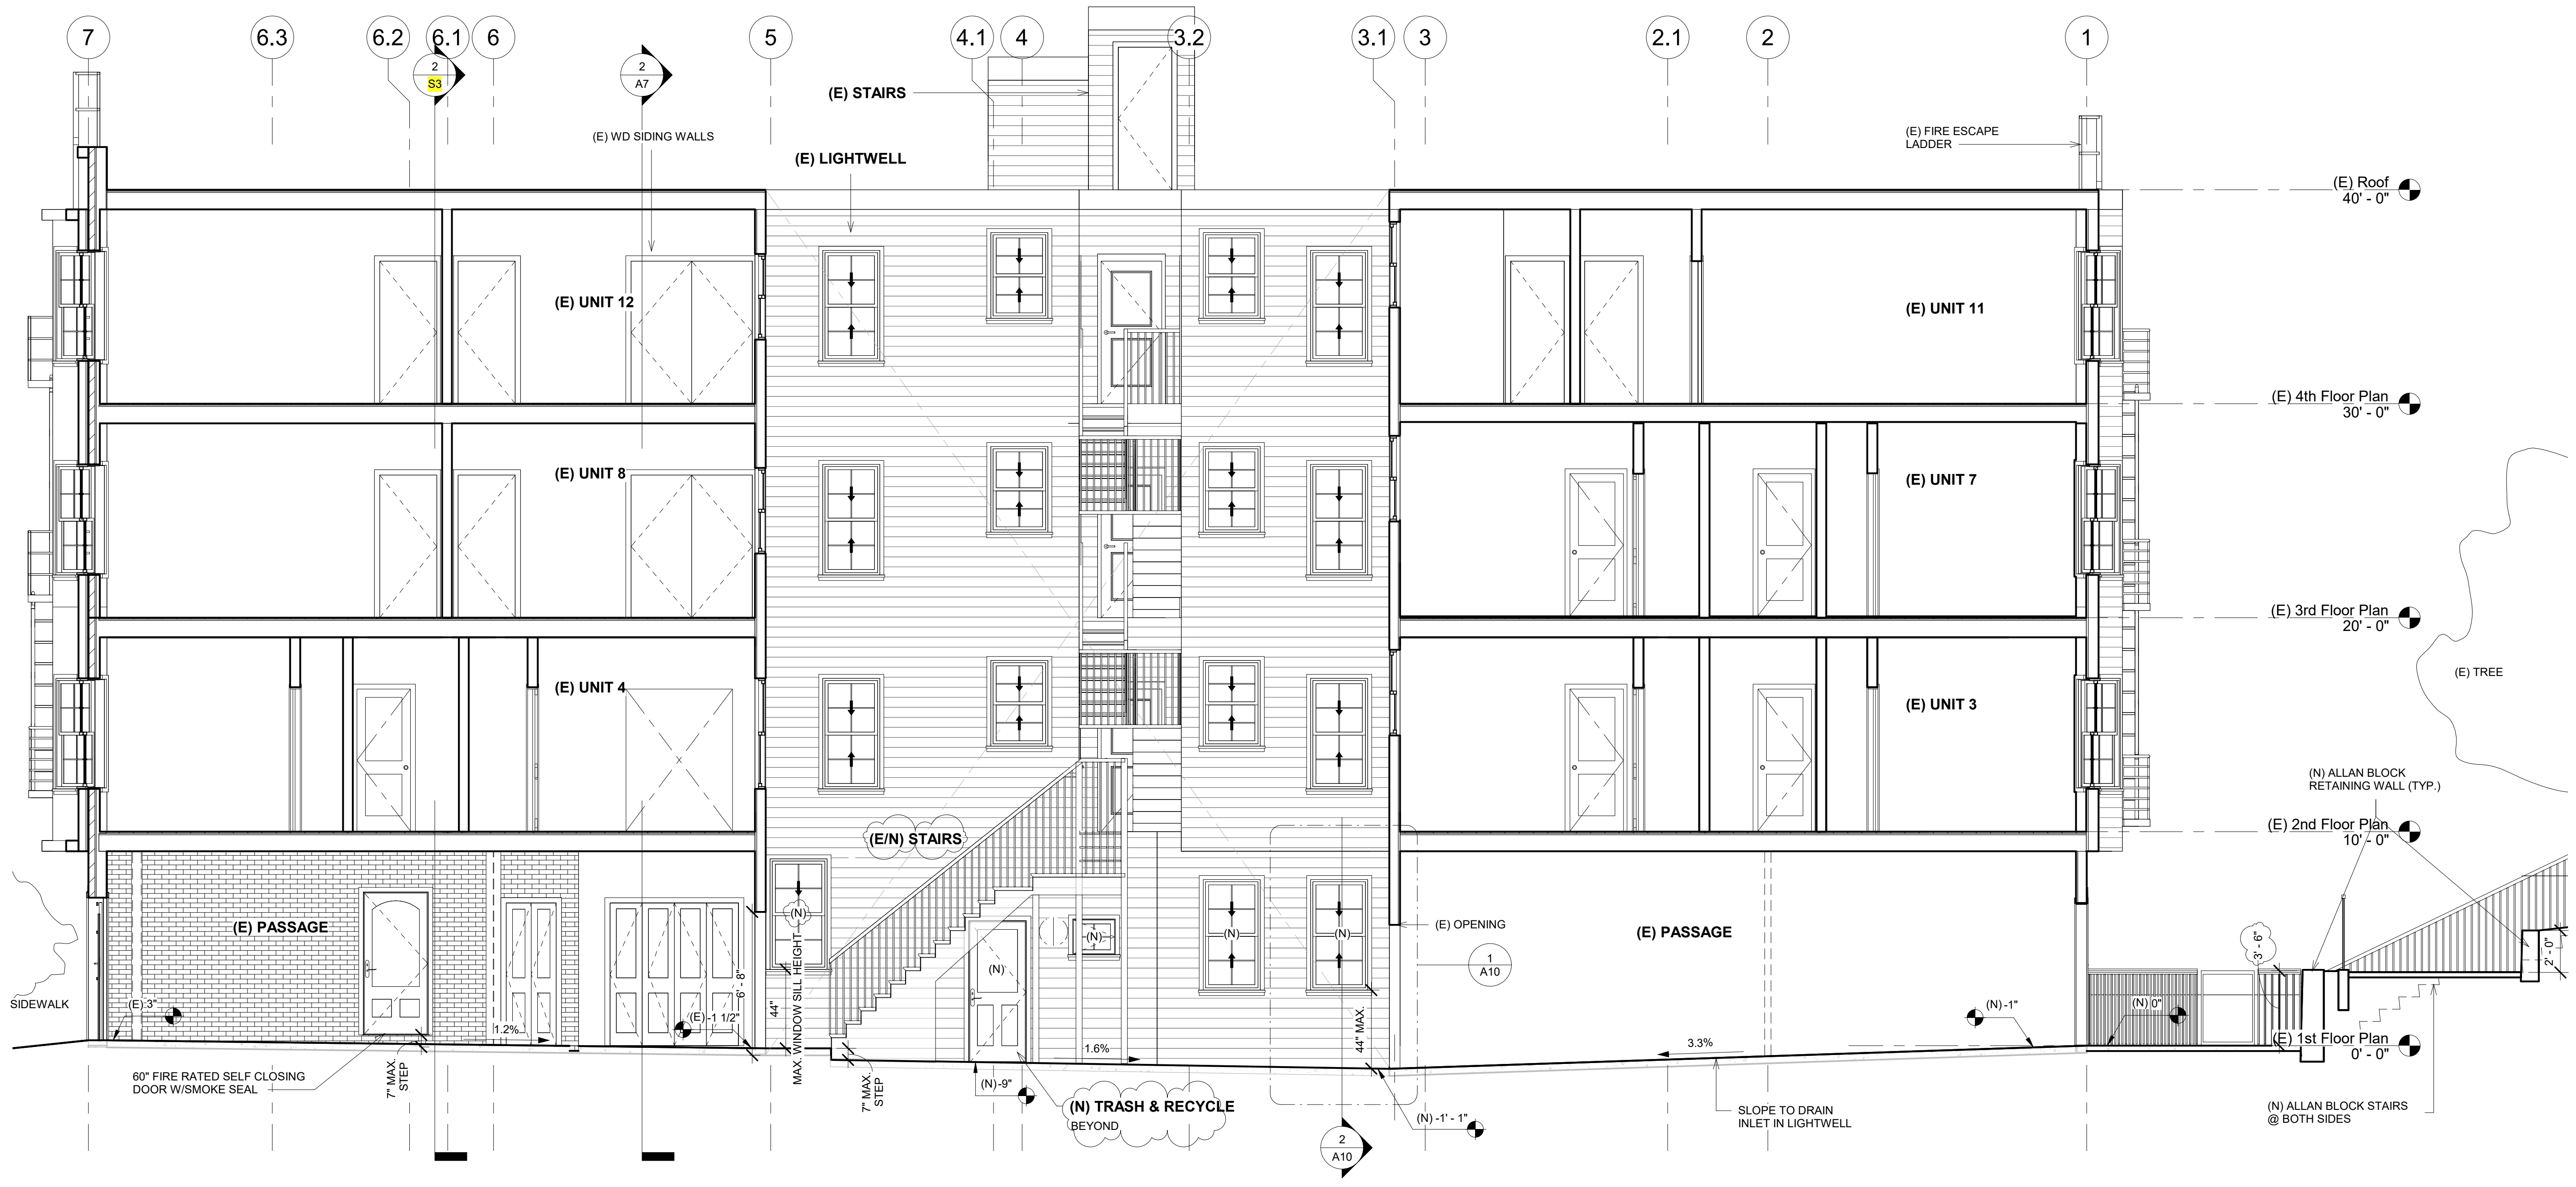 7
6.3
6.2
6.1
6
5
4.1
4
3.2
3.1
3
2.1
2
1
2
S3
2
A7
(E) STAIRS
(E) WD SIDING WALLS
(E) LIGHTWELL
(E) FIRE ESCAPE
LADDER
(E) Roof
40' - 0"
(E) UNIT 12
(E) UNIT 11
(E) 4th Floor Plan
30' - 0"
(E) UNIT 8
(E) UNIT 7
(E) 3rd Floor Plan
20' - 0"
(E) TREE
(E) UNIT 4
(E) UNIT 3
(N) ALLAN BLOCK
RETAINING WALL (TYP.)
(E) 2nd Floor Plan
10' - 0"
(E/N) STAIRS
(E) PASSAGE
(N)
(N)
(N)
(N)
(N)
(E) OPENING
(E) PASSAGE
1
A10
3' - 6"
2' - 0"
6' - 8"
44"
MAX. WINDOW SILL HEIGHT
44" MAX.
SIDEWALK
(E) 3"
(E) -1 1/2"
(N) -1"
(N) 0"
1.2%
1.6%
3.3%
(E) 1st Floor Plan
0' - 0"
60" FIRE RATED SELF CLOSING
DOOR W/SMOKE SEAL
7" MAX.
STEP
7" MAX.
STEP
(N) -9"
(N) TRASH & RECYCLE
BEYOND
(N) -1' - 1"
SLOPE TO DRAIN
INLET IN LIGHTWELL
(N) ALLAN BLOCK STAIRS
@ BOTH SIDES
2
A10